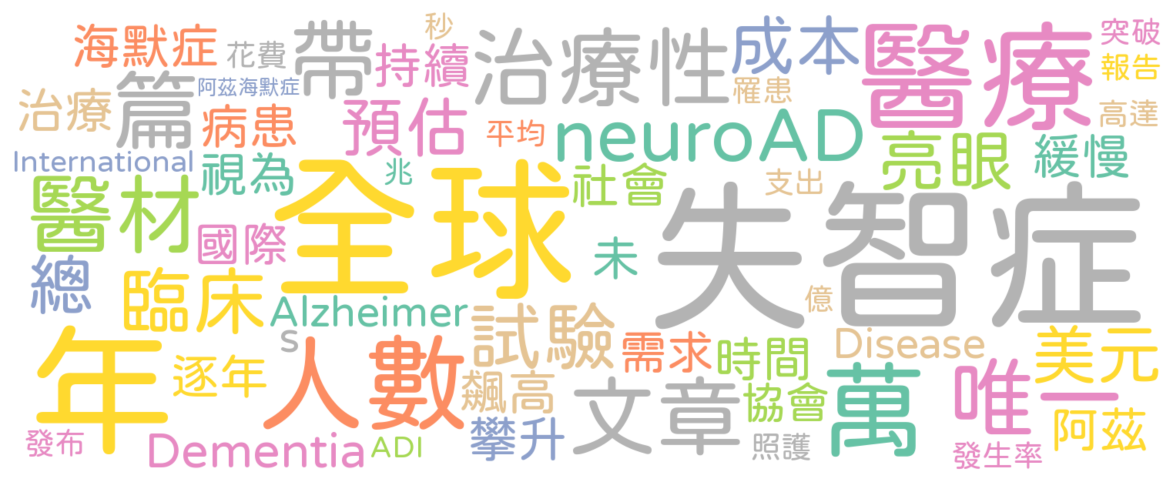 海默症
花費
帶
秒
持續
治療性
成本
醫療
突破
報告
阿茲海默症
罹患
高達
治療
篇
病患
預估
平均
neuroAD
亮眼
緩慢
International
視為
兆
社會
支出
醫材
全球
失智症
國際
未
總
臨床
Alzheimer
億
s
試驗
需求
時間
Disease
美元
年
逐年
人數
飆高
文章
協會
萬
唯一
阿茲
發布
Dementia
ADI
攀升
照護
發生率